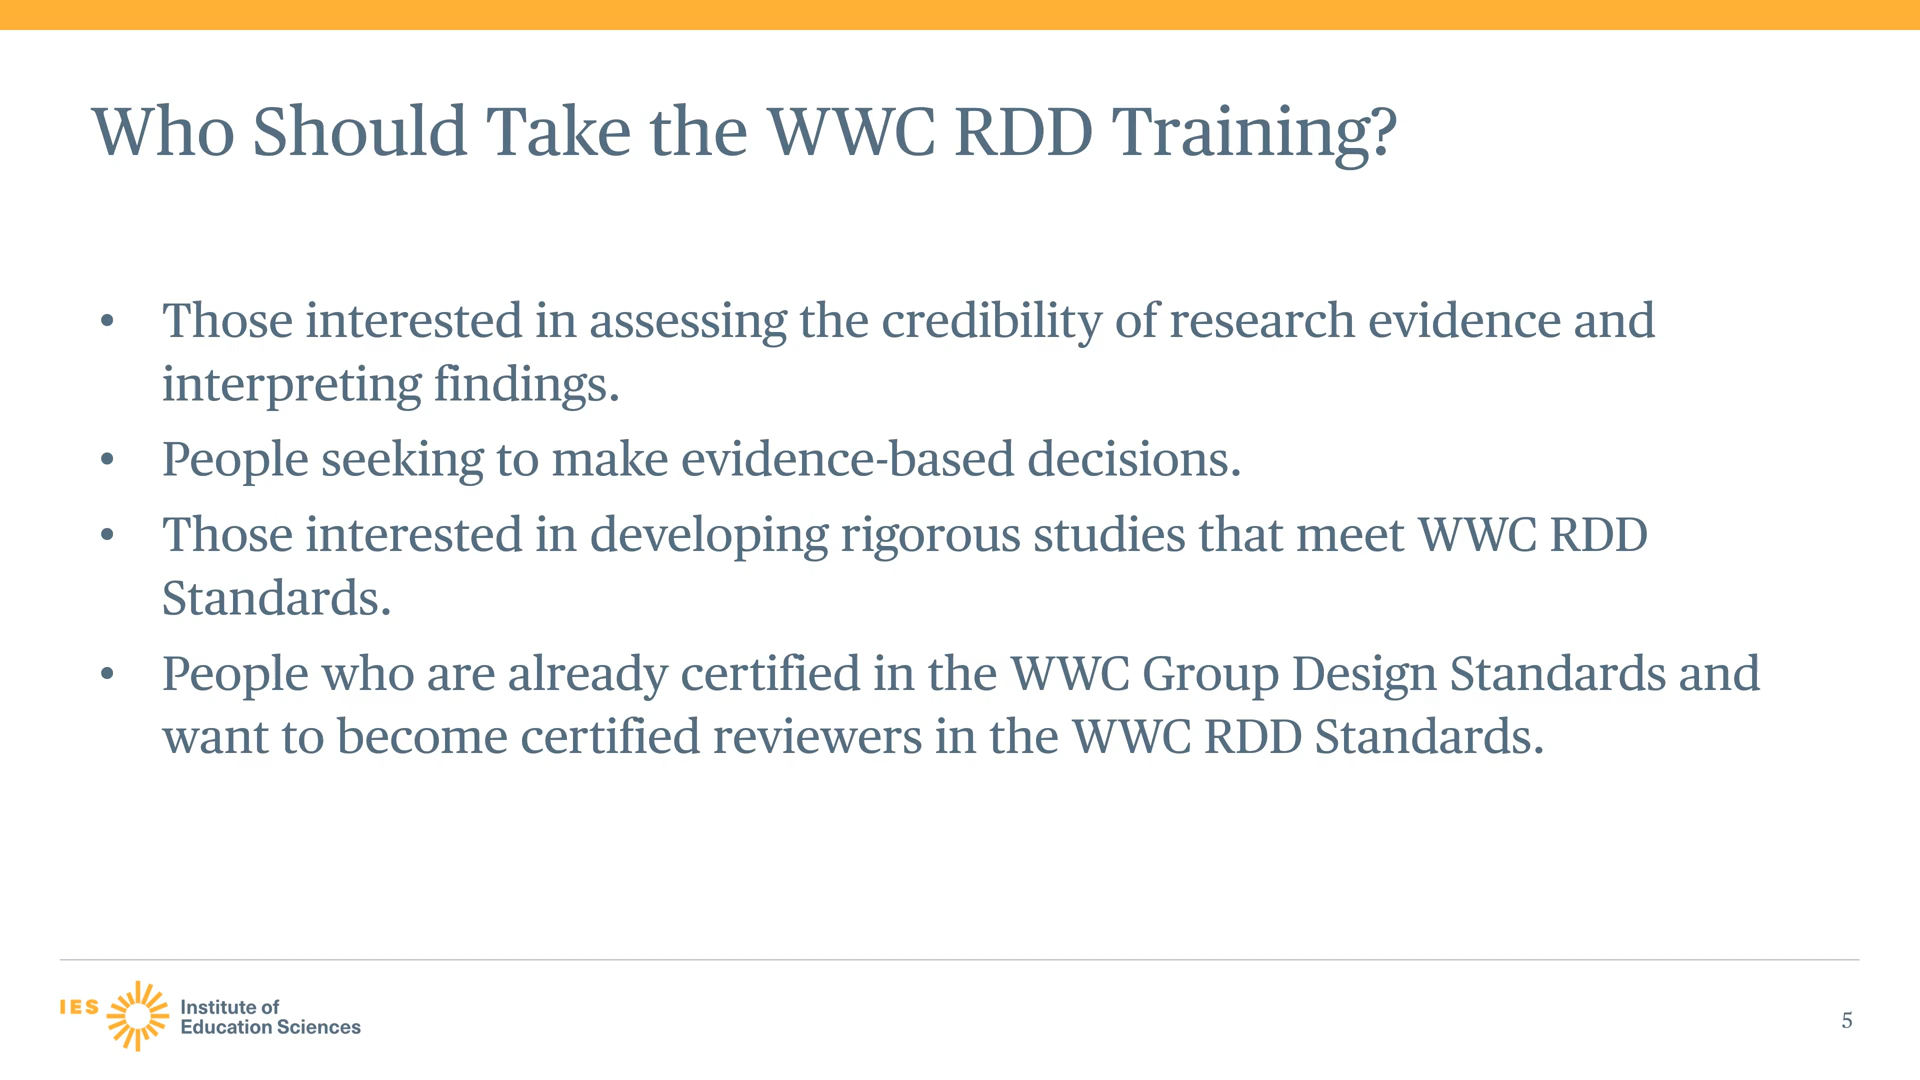 Who Should Take the WWC RDD Training?
• Those interested in assessing the credibility of research evidence and
interpreting findings.
• People seeking to make evidence-based decisions.
• Those interested in developing rigorous studies that meet WWC RDD
Standards.
• People who are already certified in the WWC Group Design Standards and
want to become certified reviewers in the WWC RDD Standards.
IES
Institute of
Education Sciences
5